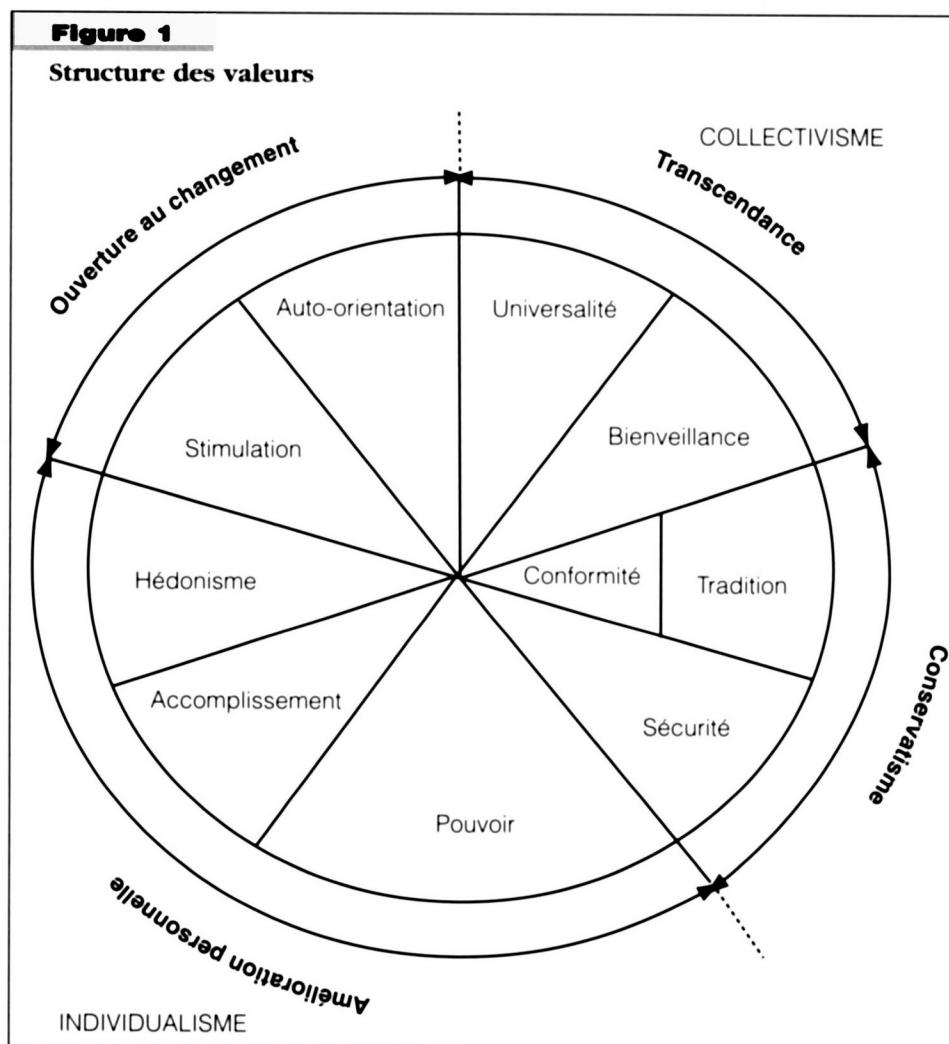 Figure 1
Structure des valeurs
COLLECTIVISME
Ouverture au changement
Transcendance
Auto-orientation
Universalité
Stimulation
Bienveillance
Hédonisme
Conformité
Tradition
Accomplissement
Sécurité
Conservatisme
Pouvoir
Amélioration personnelle
INDIVIDUALISME